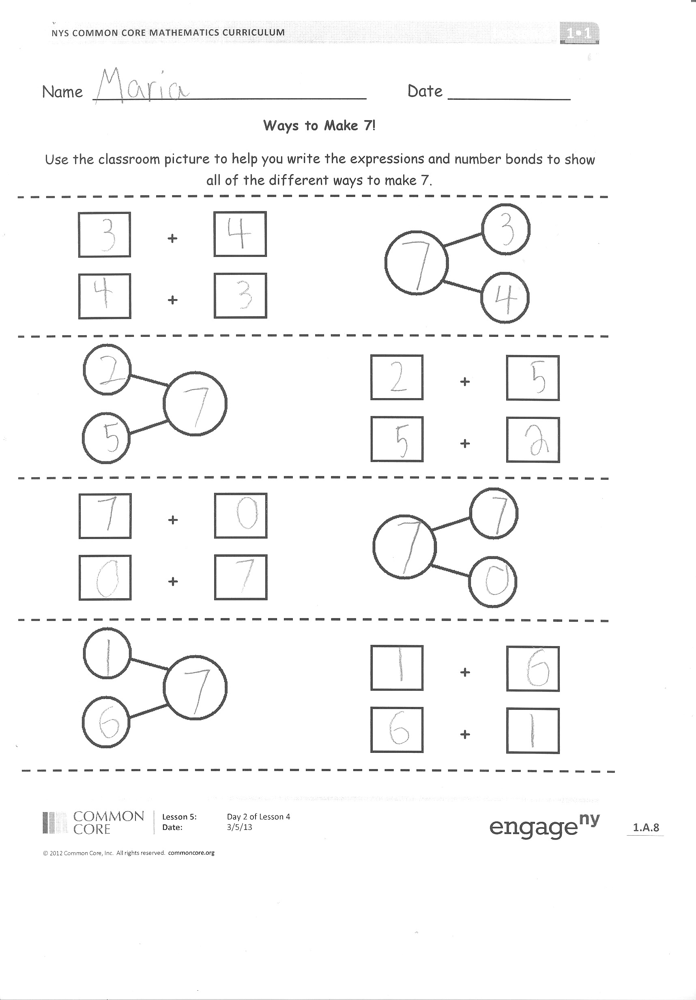 NYS COMMON CORE MATHEMATICS CURRICULUM
1•1
Name Maria Date
Ways to Make 7!
Use the classroom picture to help you write the expressions and number bonds to show
all of the different ways to make 7.
3 + 4
4 + 3
7
3
4
2
5
7
2 + 5
5 + 2
7 + 0
0 + 7
7
7
0
1
6
7
1 + 6
6 + 1
COMMON CORE
Lesson 5: Day 2 of Lesson 4
Date: 3/5/13
engage ny
1.A.8
© 2012 Common Core, Inc. All rights reserved. commoncore.org